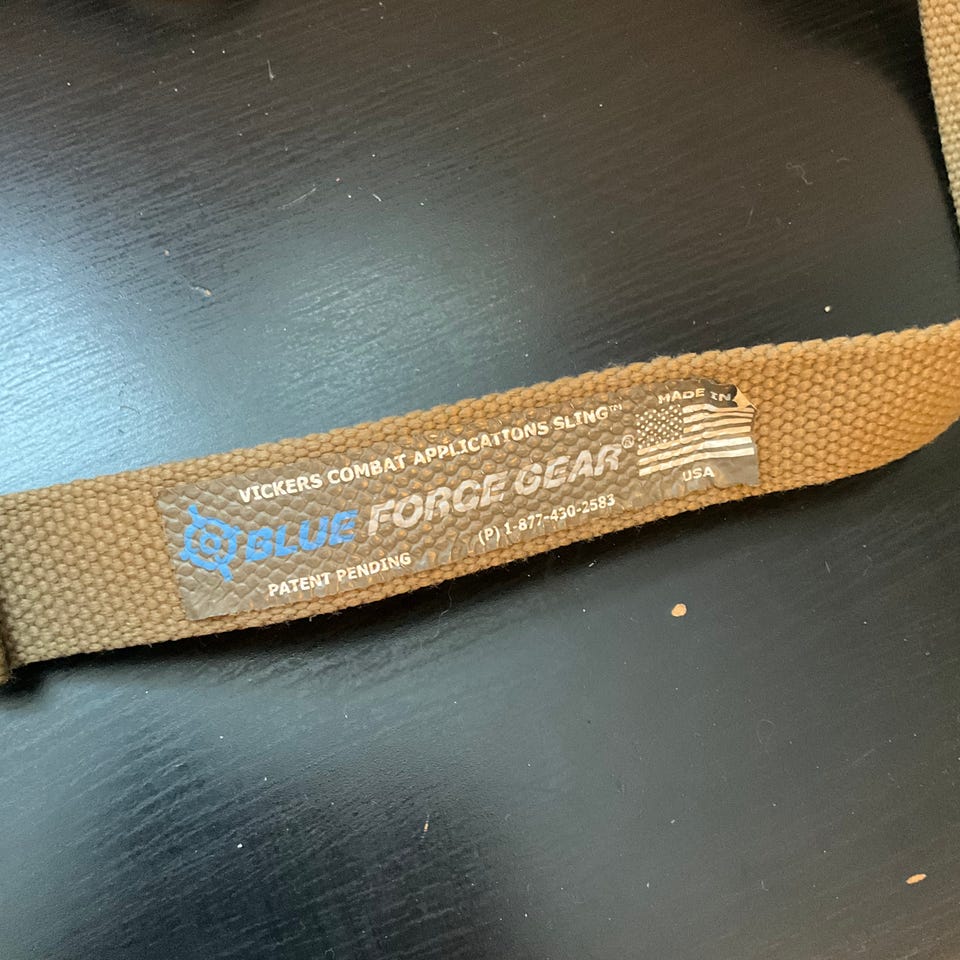 VICKERS COMBAT APPLICATIONS SLING™
BLUE FORCE GEAR®
PATENT PENDING
(P) 1-877-430-2583
MADE IN
USA